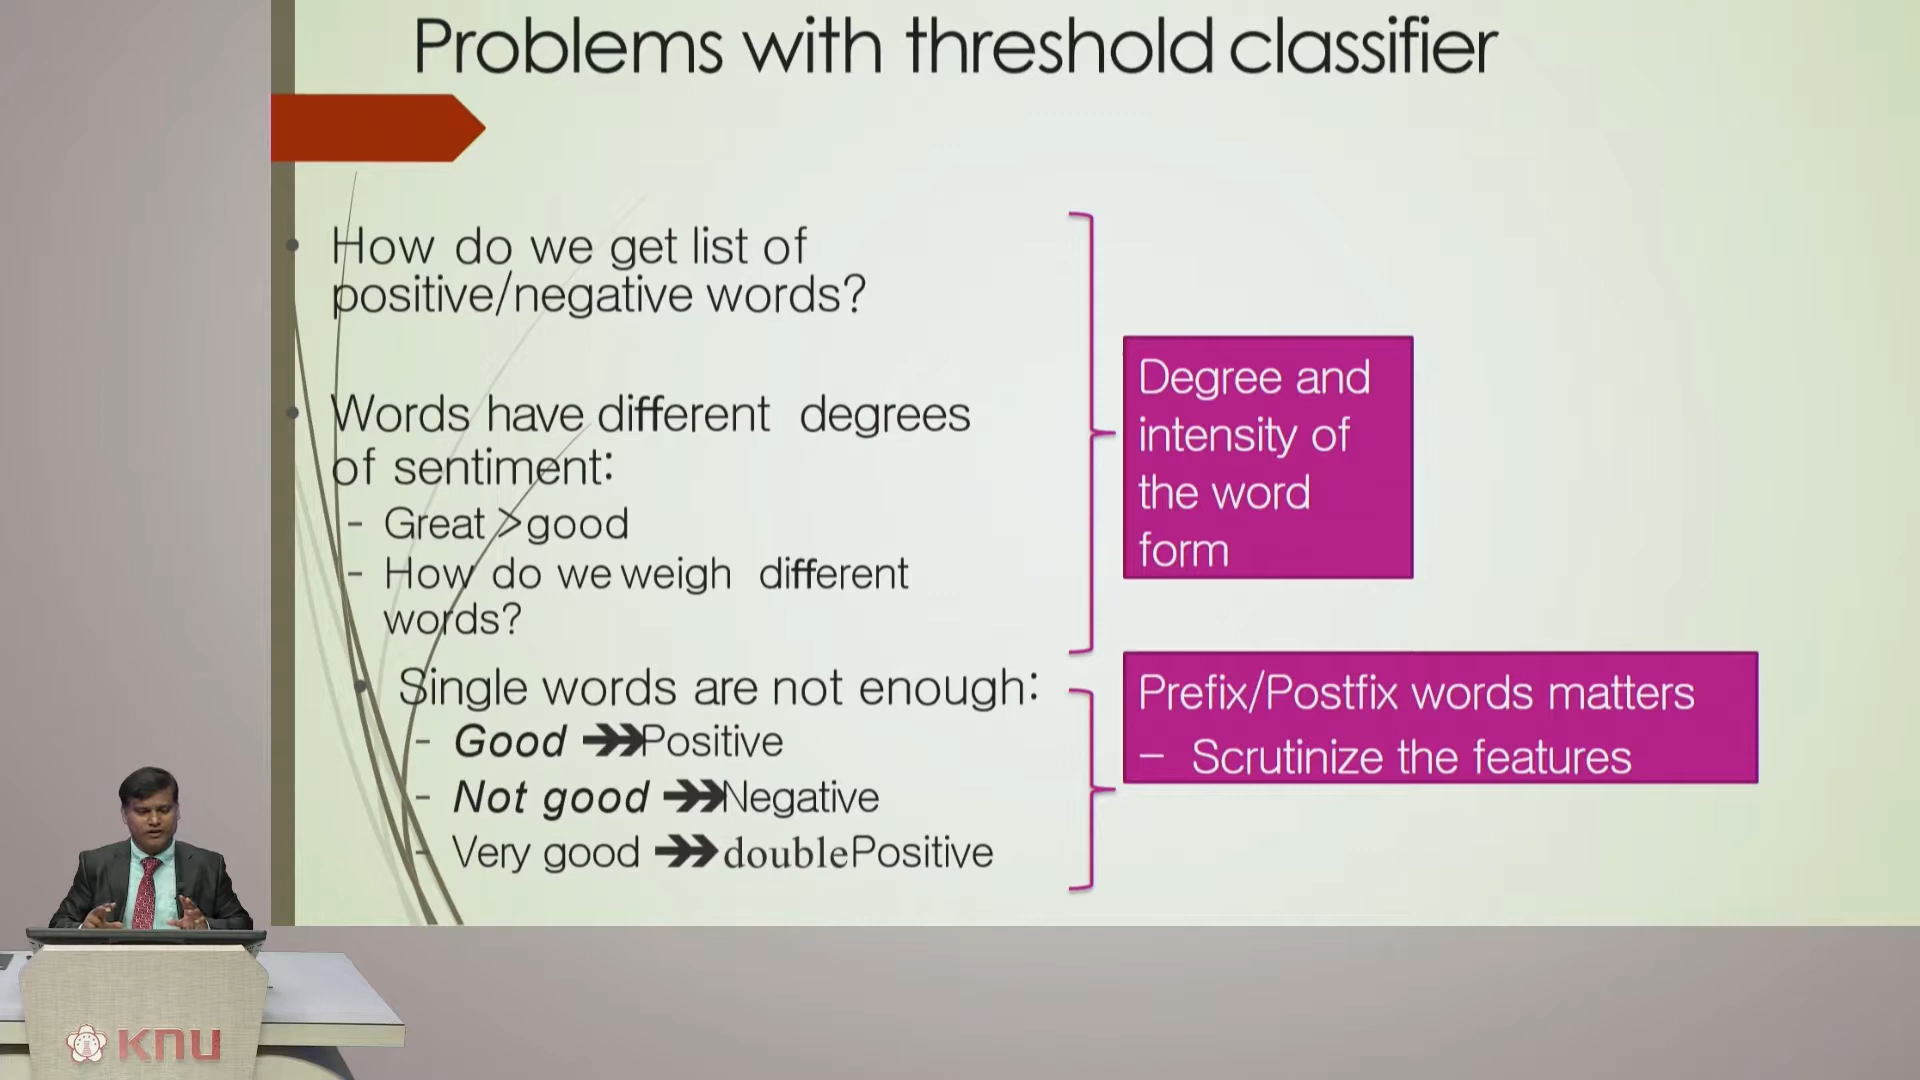 Problems with threshold classifier
• How do we get list of
positive/negative words?
• Words have different degrees
of sentiment:
- Great >good
- How do we weigh different
words?
• Single words are not enough:
- Good ➔➔Positive
- Not good ➔➔Negative
- Very good ➔➔doublePositive
Degree and
intensity of
the word
form
Prefix/Postfix words matters
– Scrutinize the features
KNU